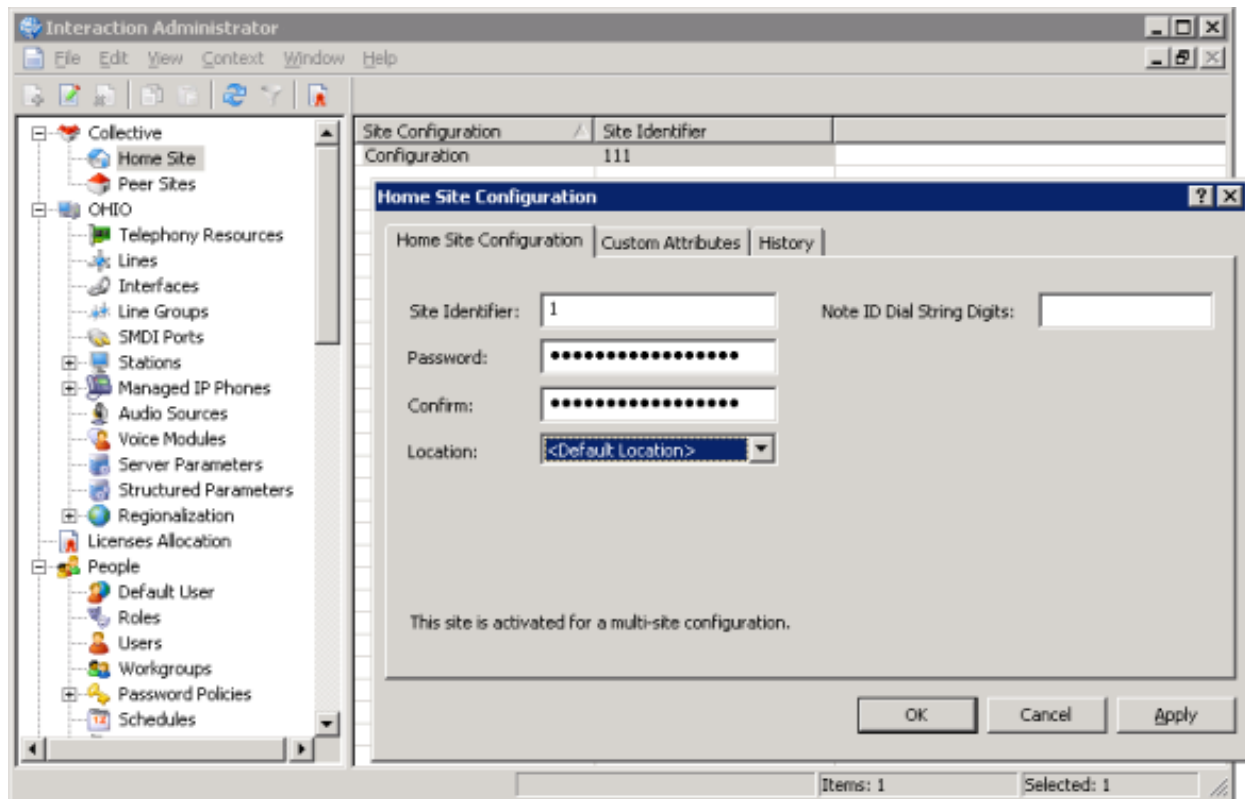 Interaction Administrator
File Edit View Context Window Help
Collective
Home Site
Peer Sites
OHIO
Telephony Resources
Lines
Interfaces
Line Groups
SMDI Ports
Stations
Managed IP Phones
Audio Sources
Voice Modules
Server Parameters
Structured Parameters
Regionalization
Licenses Allocation
People
Default User
Roles
Users
Workgroups
Password Policies
Schedules
Site Configuration Site Identifier
Configuration 111
Home Site Configuration
Home Site Configuration Custom Attributes History
Site Identifier: 1 Note ID Dial String Digits:
Password: •••••••••••••••••
Confirm: •••••••••••••••••
Location: <Default Location>
This site is activated for a multi-site configuration.
OK Cancel Apply
Items: 1 Selected: 1